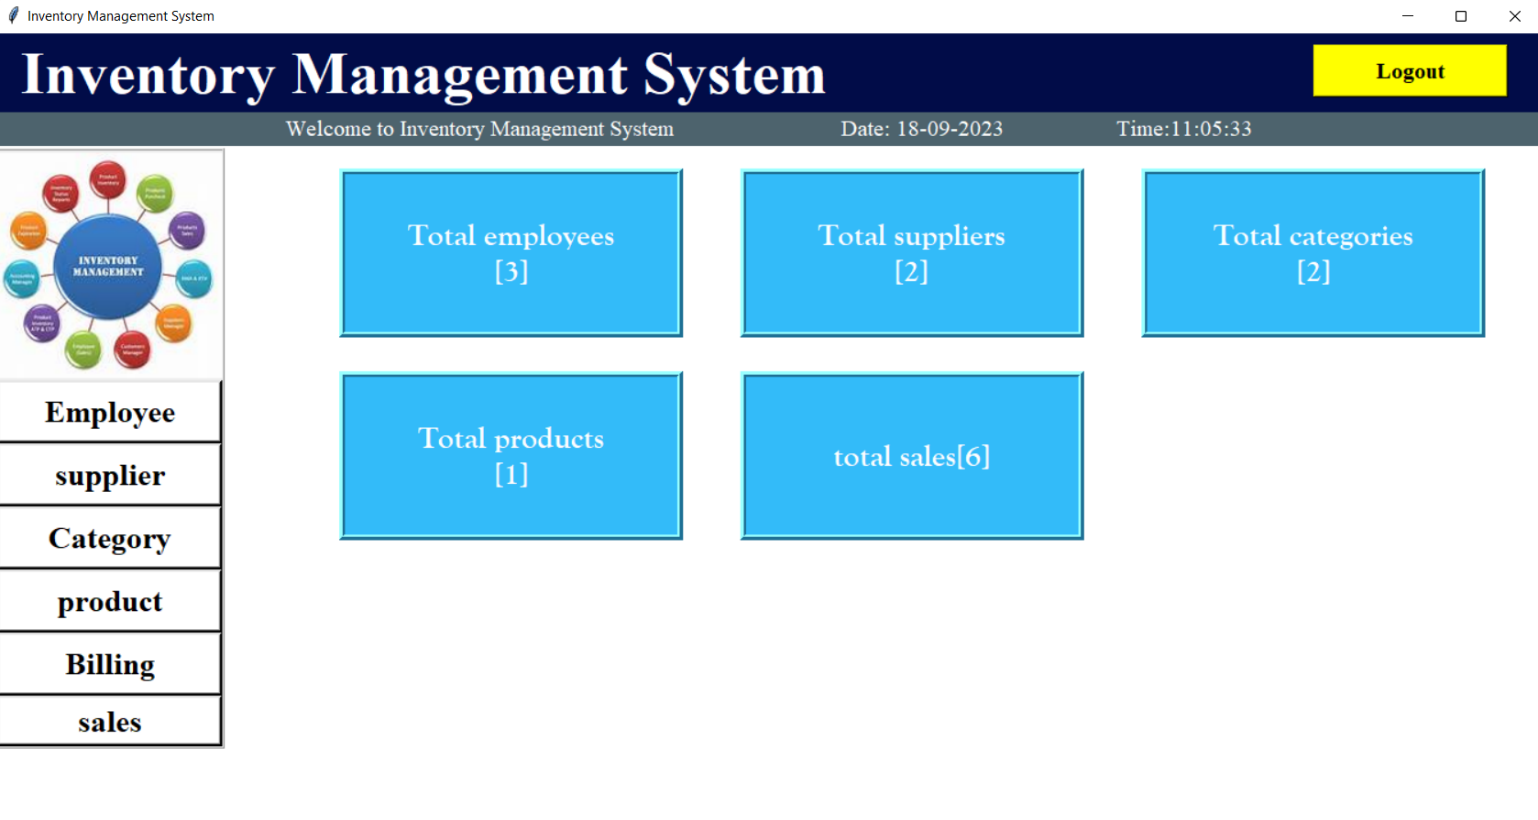 Inventory Management System
Inventory Management System
Logout
Welcome to Inventory Management System
Date: 18-09-2023
Time:11:05:33
INVENTORY
MANAGEMENT
Employee
supplier
Category
product
Billing
sales
Total employees
[3]
Total suppliers
[2]
Total categories
[2]
Total products
[1]
total sales[6]